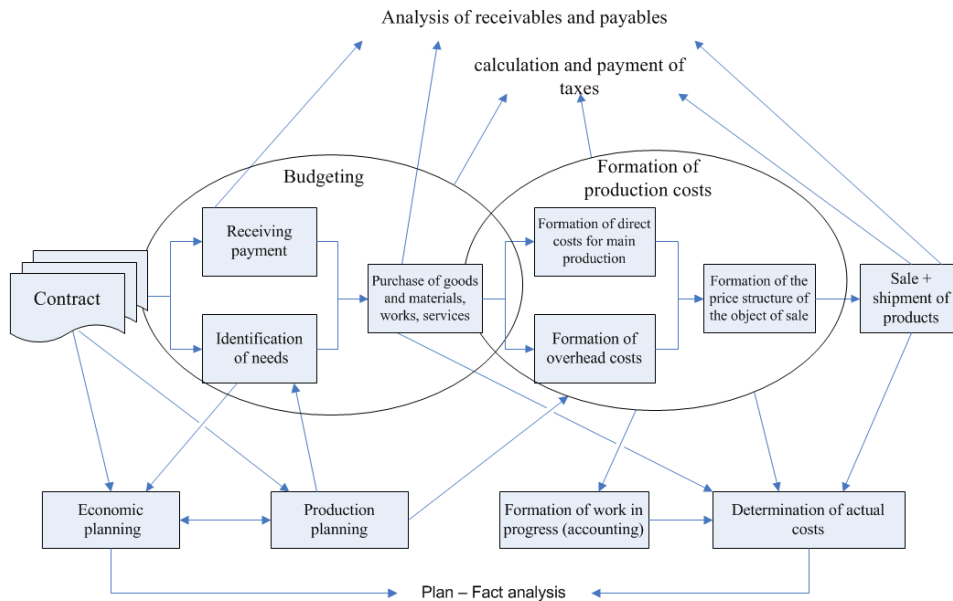 Analysis of receivables and payables
calculation and payment of
taxes
Budgeting
Formation of
production costs
Receiving
payment
Formation of direct
costs for main
production
Contract
Purchase of goods
and materials,
works, services
Formation of the
price structure of
the object of sale
Sale +
shipment of
products
Identification
of needs
Formation of
overhead costs
Economic
planning
Production
planning
Formation of work in
progress (accounting)
Determination of actual
costs
Plan – Fact analysis